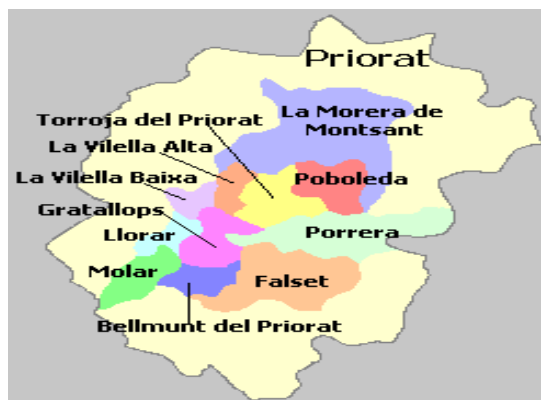 Priorat
La Morera de
Montsant
Torroja del Priorat
La Vilella Alta
Poboleda
La Vilella Baixa
Gratallops
Llorar
Porrera
Molar
Falset
Bellmunt del Priorat